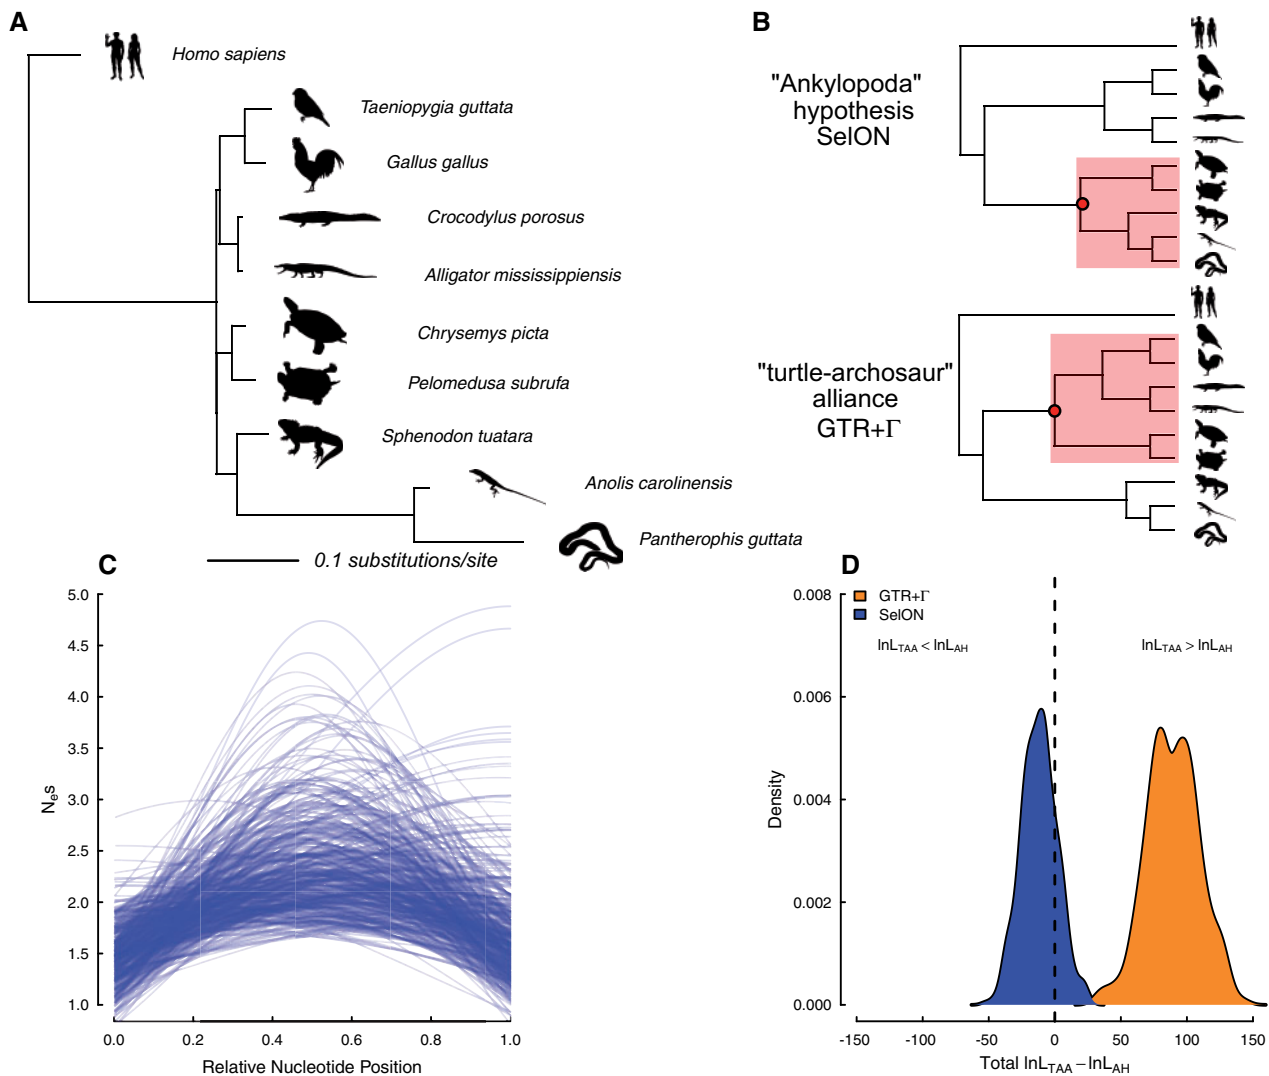 A
Homo sapiens
Taeniopygia guttata
Gallus gallus
Crocodylus porosus
Alligator mississippiensis
Chrysemys picta
Pelomedusa subrufa
Sphenodon tuatara
Anolis carolinensis
Pantherophis guttata
0.1 substitutions/site
B
"Ankylopoda"
hypothesis
SelON
"turtle-archosaur"
alliance
GTR+Γ
C
5.0
4.5
4.0
3.5
3.0
2.5
2.0
1.5
1.0
Nes
0.0
0.2
0.4
0.6
0.8
1.0
Relative Nucleotide Position
D
GTR+Γ
SelON
lnLTAA < lnLAH
lnLTAA > lnLAH
0.008
0.006
0.004
0.002
0.000
Density
-150
-100
-50
0
50
100
150
Total lnLTAA − lnLAH